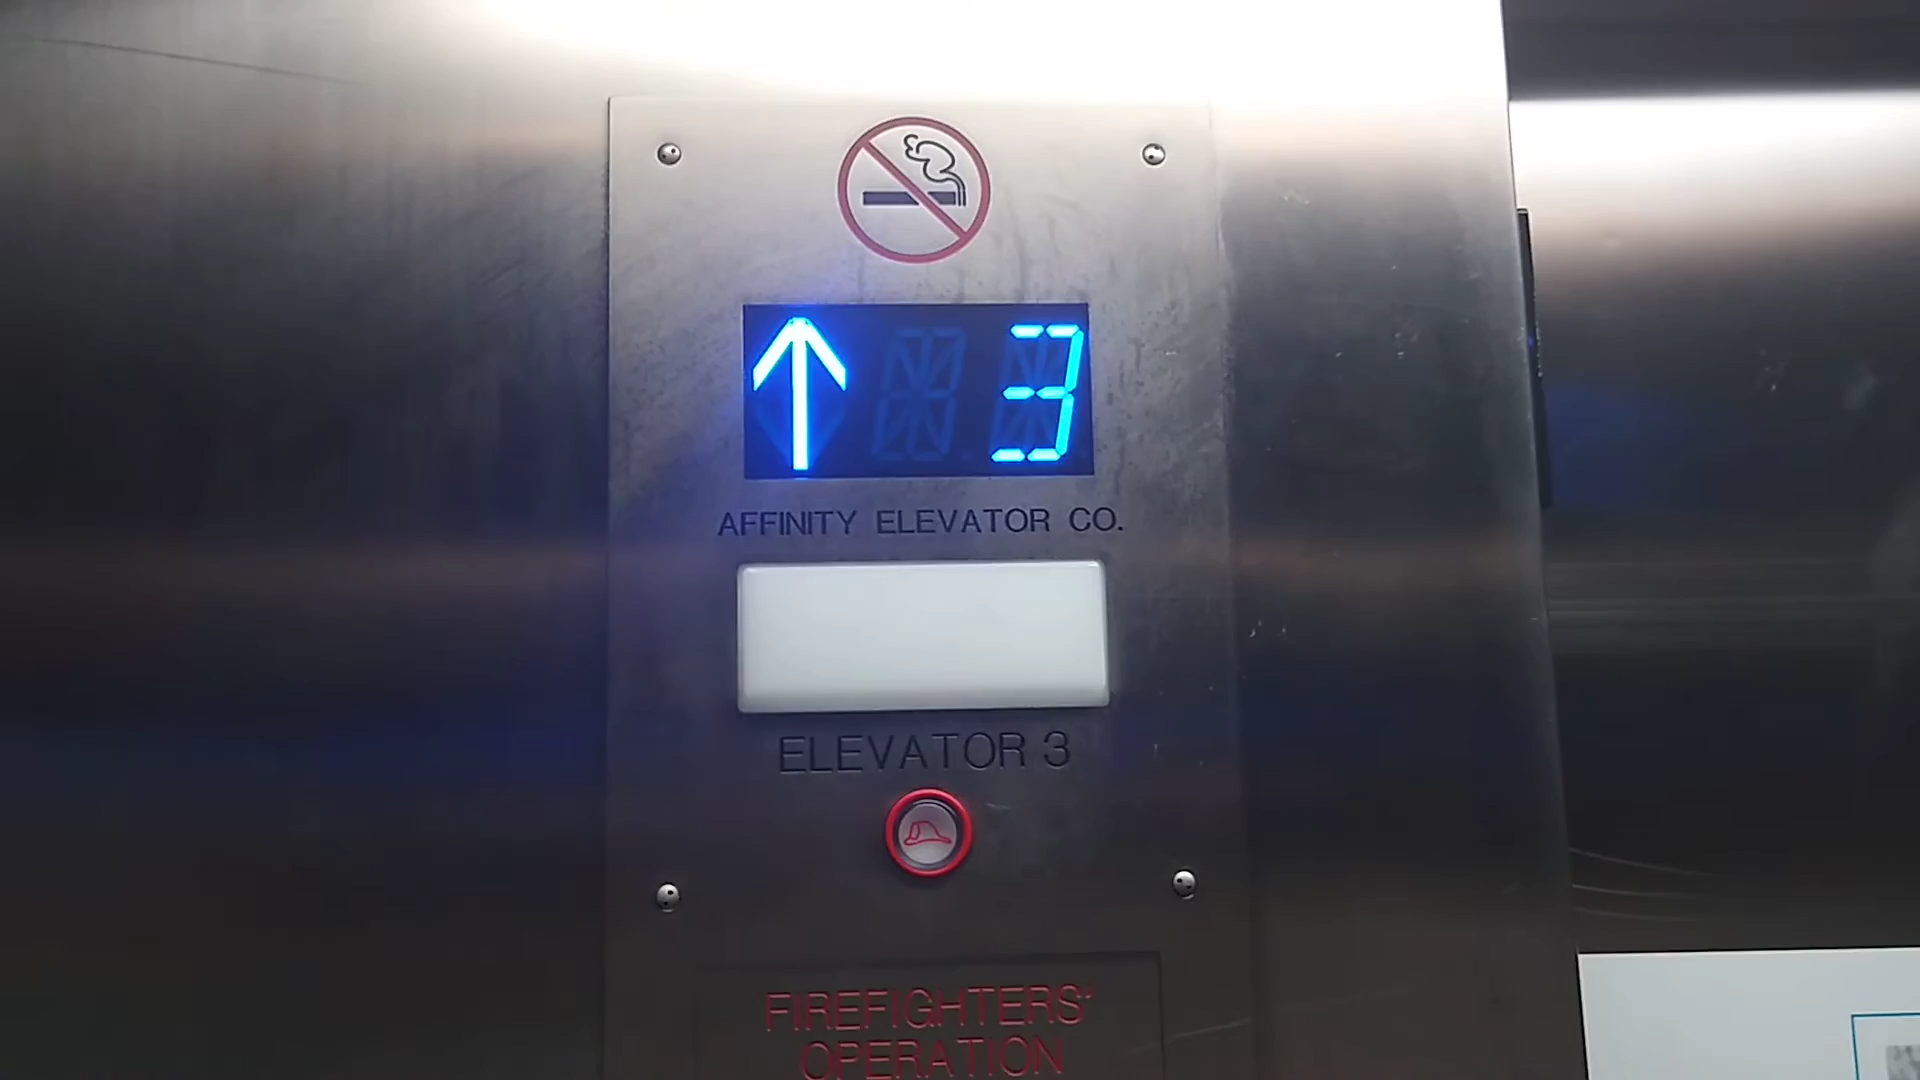 3
AFFINITY ELEVATOR CO.
ELEVATOR 3
FIREFIGHTERS'
OPERATION